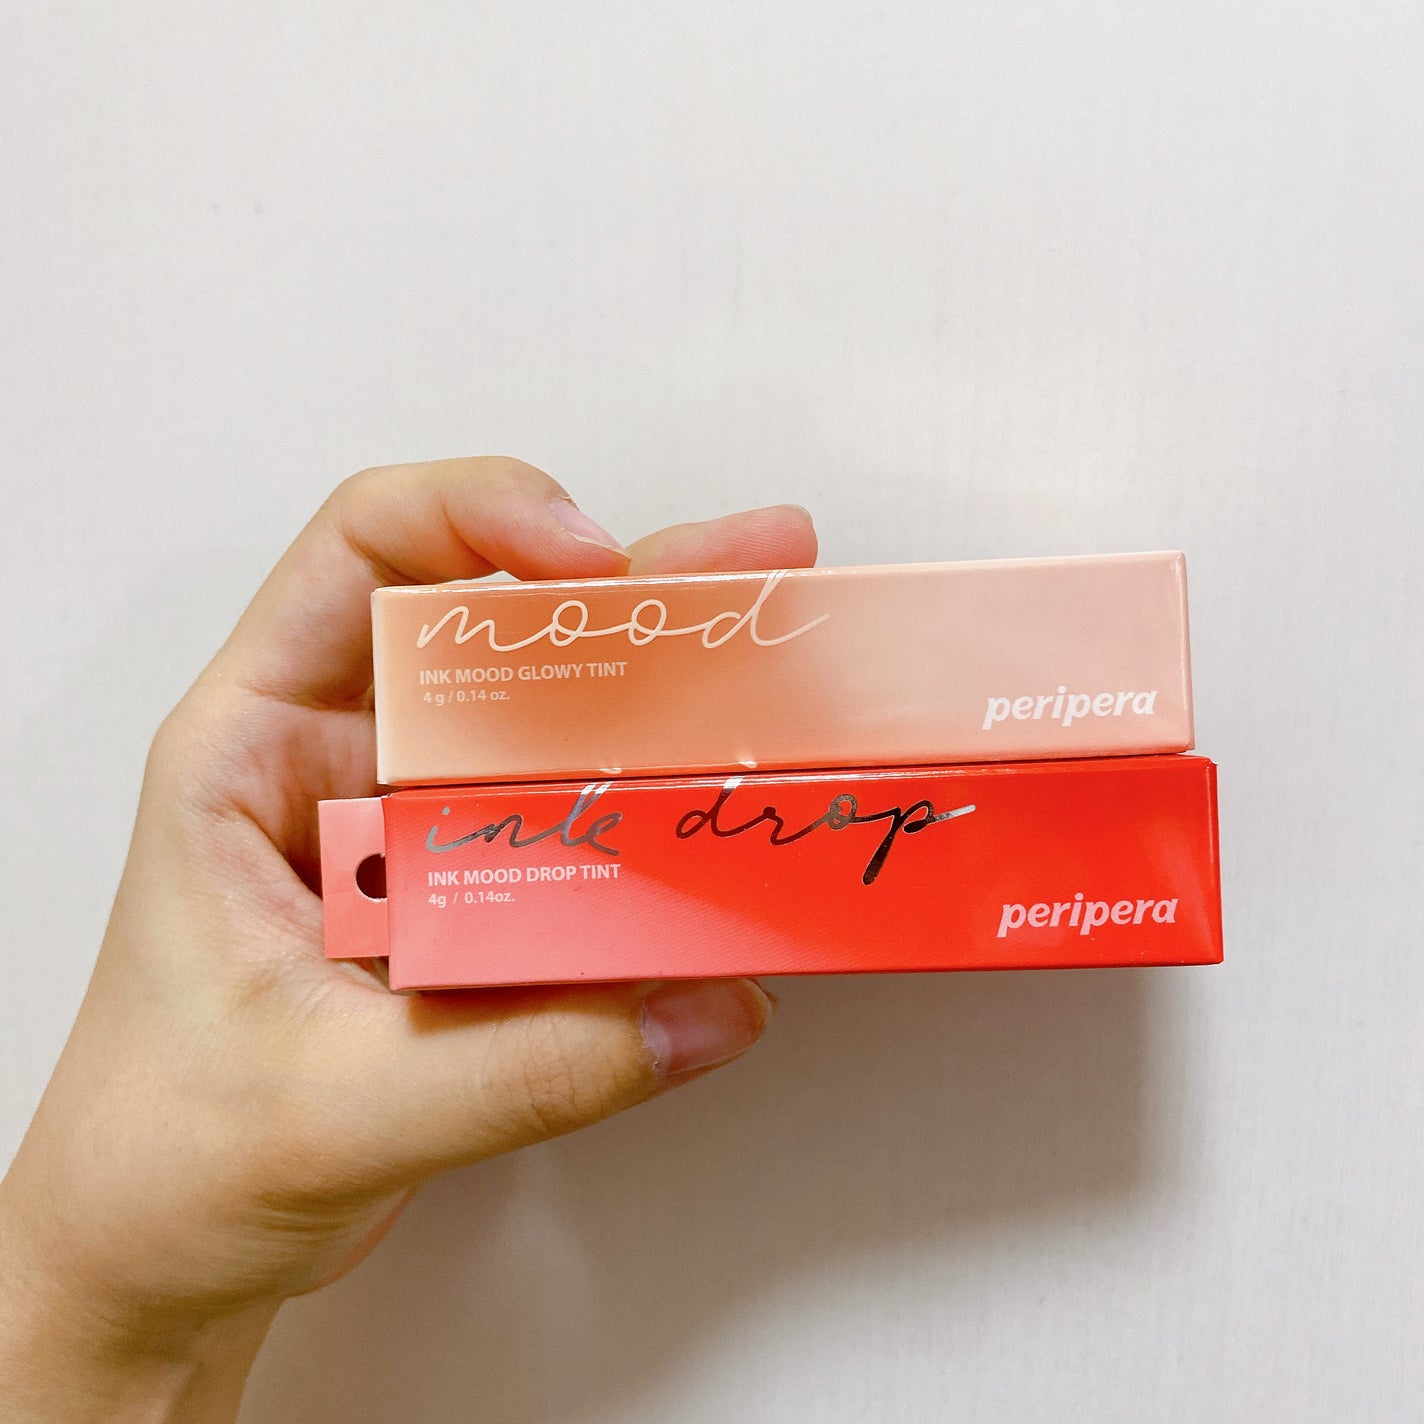 mood
INK MOOD GLOWY TINT
4 g / 0.14 oz.
peripera
ink drop
INK MOOD DROP TINT
4g / 0.14oz.
peripera